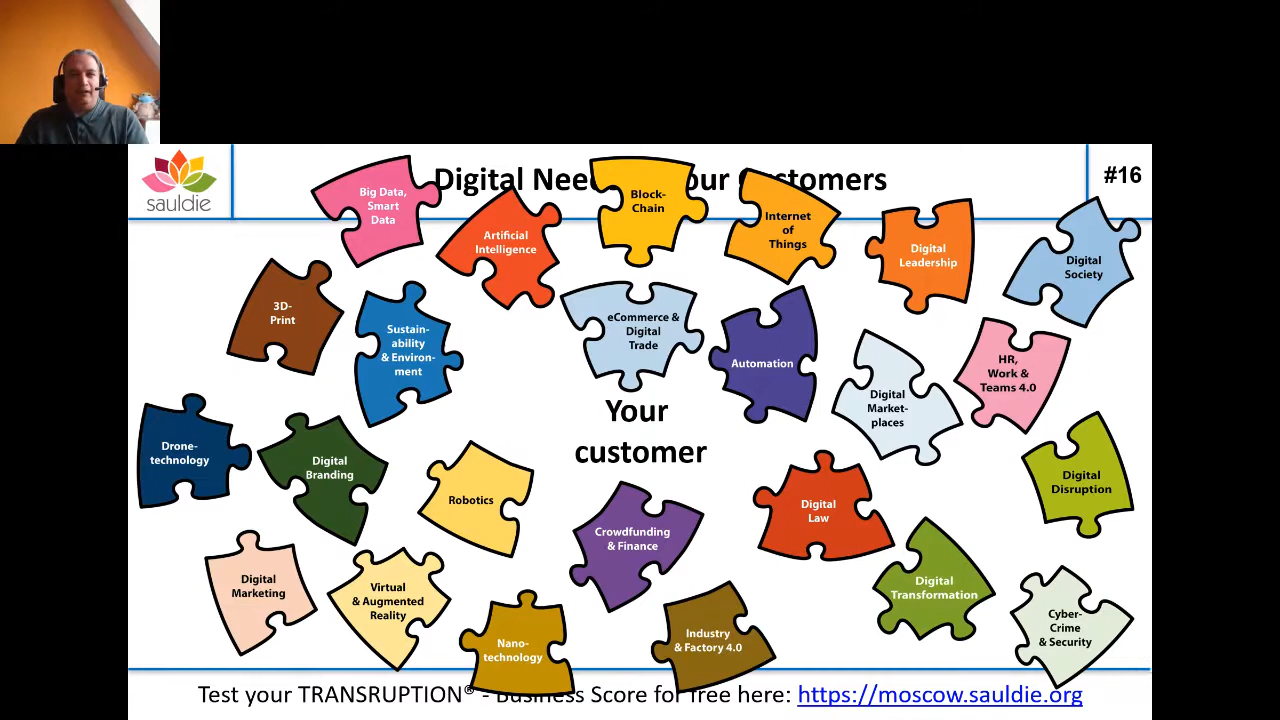 sauldie
Digital Nee our customers
#16
Big Data,
Smart
Data
Artificial
Intelligence
Block-
Chain
Internet
of
Things
Digital
Leadership
Digital
Society
3D-
Print
Sustain-
ability
& Environ-
ment
eCommerce &
Digital
Trade
Automation
Digital
Market-
places
HR,
Work &
Teams 4.0
Your
customer
Drone-
technology
Digital
Branding
Robotics
Crowdfunding
& Finance
Digital
Law
Digital
Disruption
Digital
Marketing
Virtual
& Augmented
Reality
Nano-
technology
Industry
& Factory 4.0
Digital
Transformation
Cyber-
Crime
& Security
Test your TRANSRUPTION® - Business Score for free here: https://moscow.sauldie.org